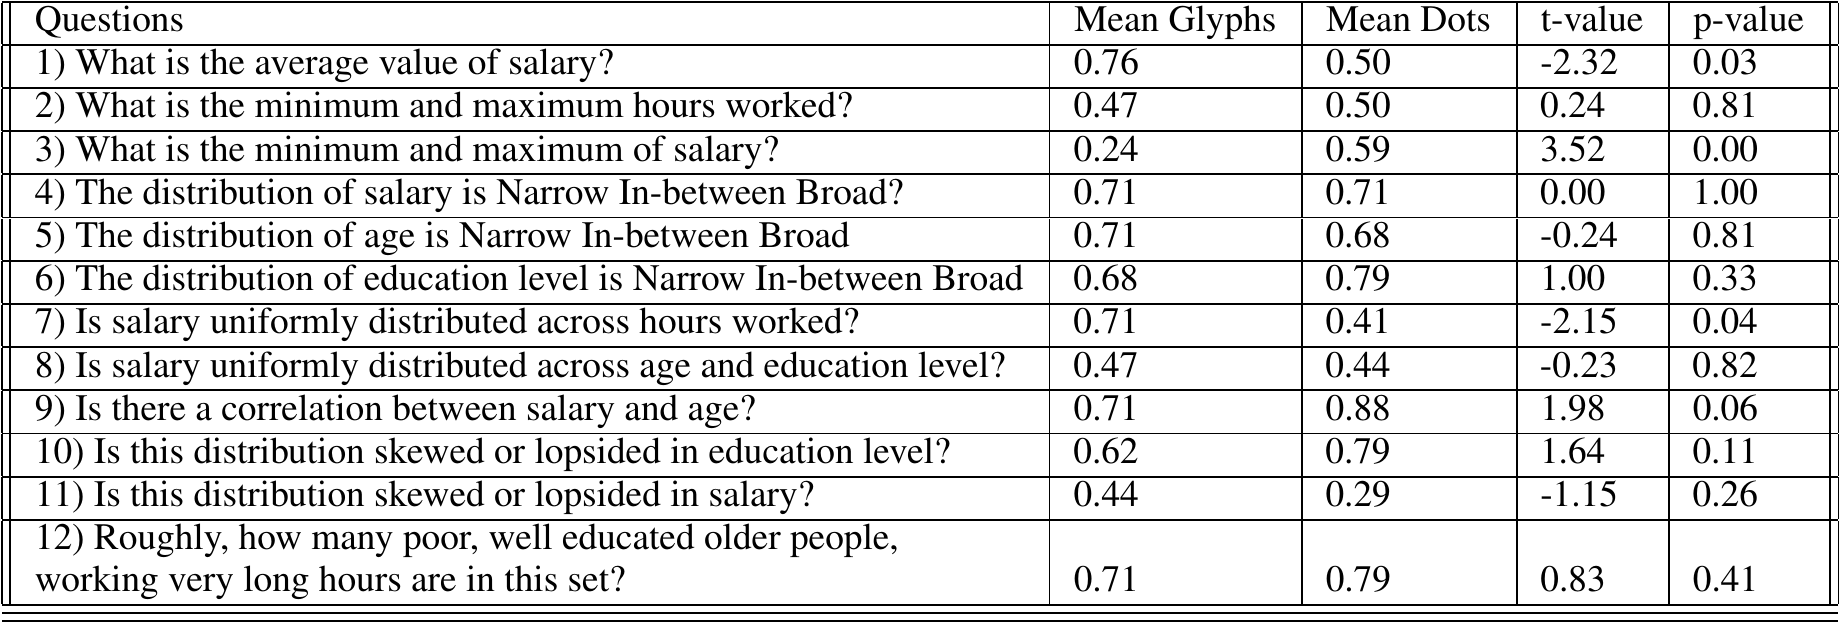 Questions Mean Glyphs Mean Dots t-value p-value
1) What is the average value of salary? 0.76 0.50 -2.32 0.03
2) What is the minimum and maximum hours worked? 0.47 0.50 0.24 0.81
3) What is the minimum and maximum of salary? 0.24 0.59 3.52 0.00
4) The distribution of salary is Narrow In-between Broad? 0.71 0.71 0.00 1.00
5) The distribution of age is Narrow In-between Broad 0.71 0.68 -0.24 0.81
6) The distribution of education level is Narrow In-between Broad 0.68 0.79 1.00 0.33
7) Is salary uniformly distributed across hours worked? 0.71 0.41 -2.15 0.04
8) Is salary uniformly distributed across age and education level? 0.47 0.44 -0.23 0.82
9) Is there a correlation between salary and age? 0.71 0.88 1.98 0.06
10) Is this distribution skewed or lopsided in education level? 0.62 0.79 1.64 0.11
11) Is this distribution skewed or lopsided in salary? 0.44 0.29 -1.15 0.26
12) Roughly, how many poor, well educated older people,
working very long hours are in this set? 0.71 0.79 0.83 0.41